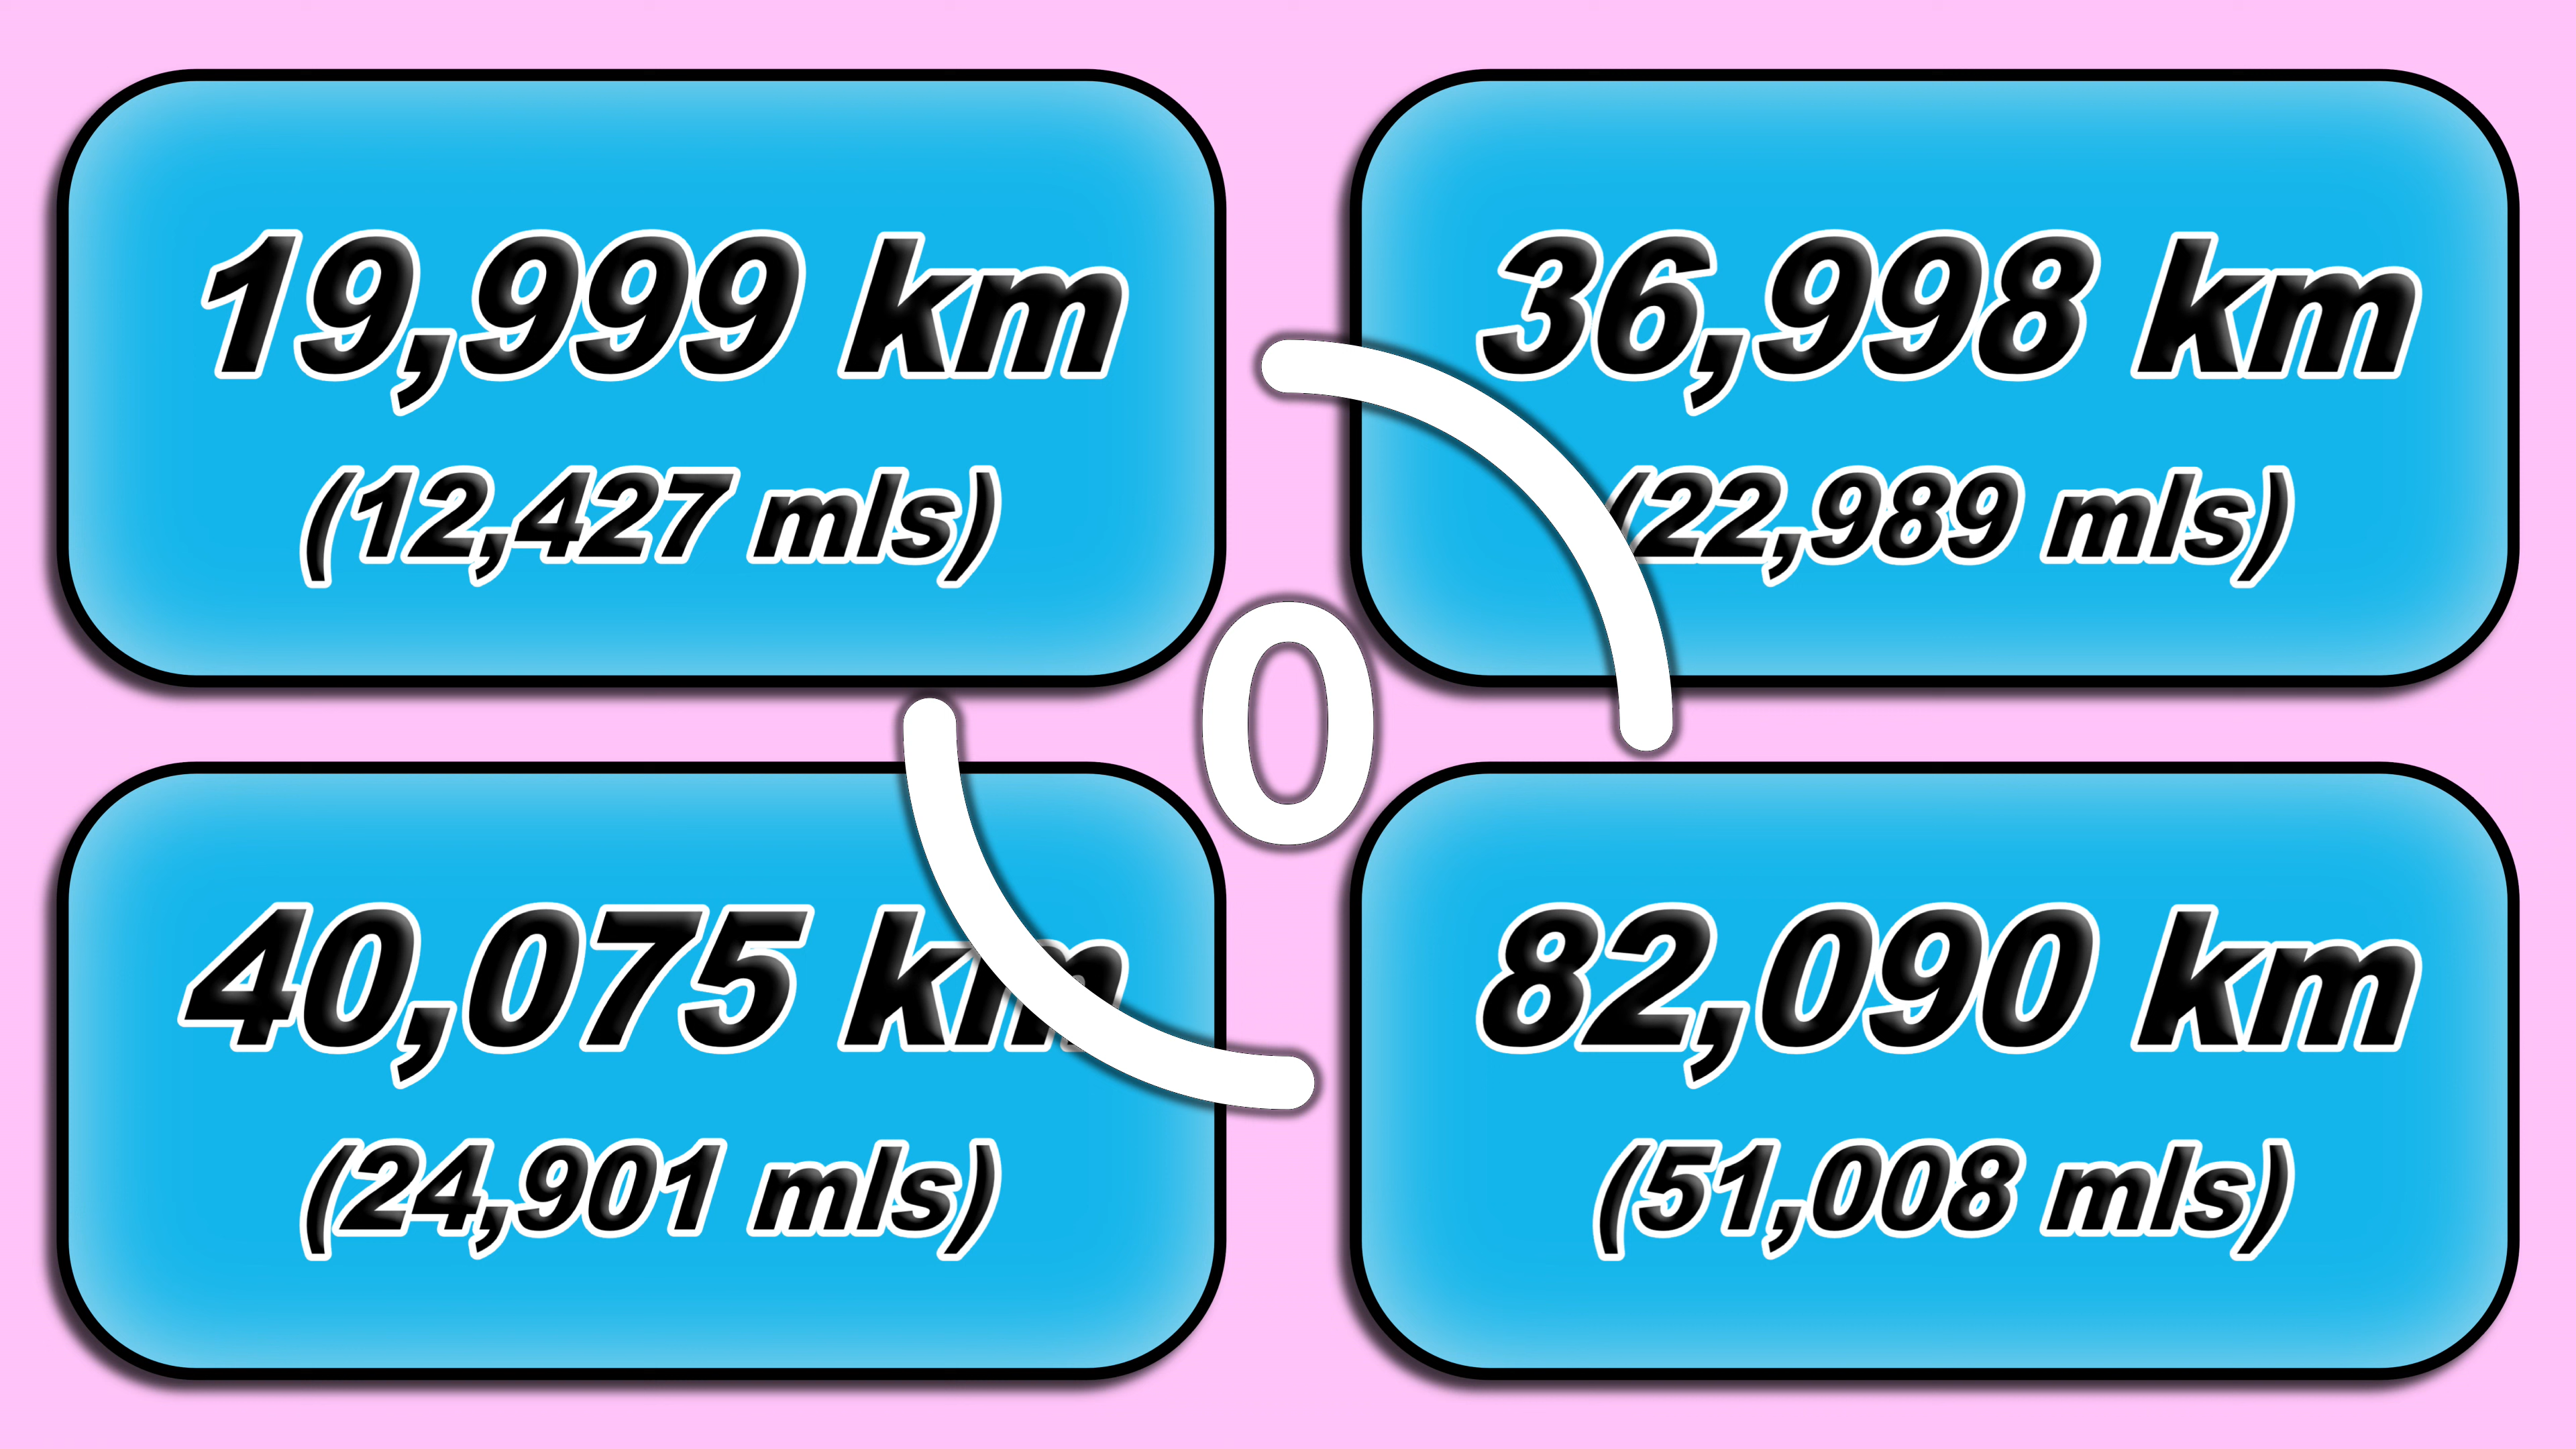 19,999 km
(12,427 mls)
36,998 km
(22,989 mls)
0
40,075 km
(24,901 mls)
82,090 km
(51,008 mls)